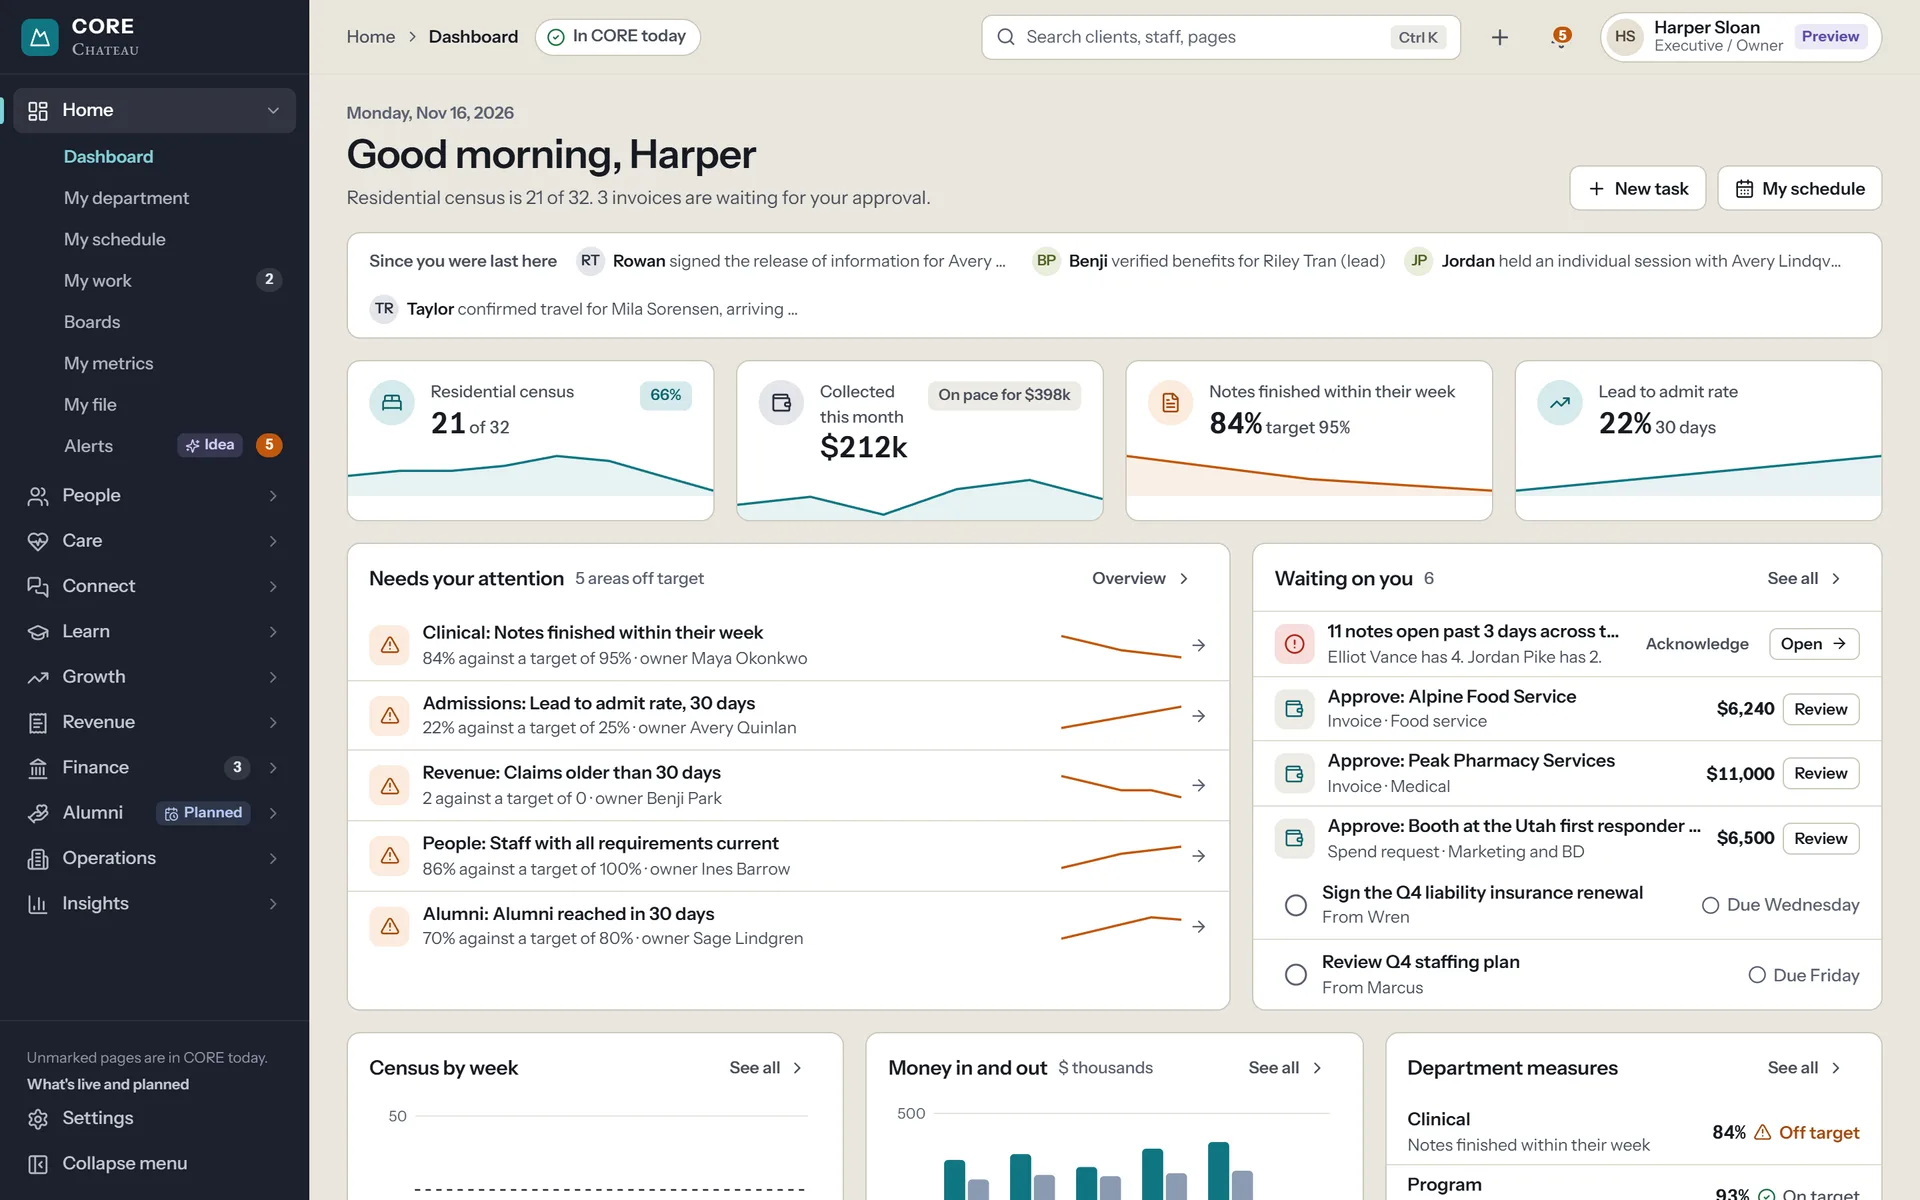 CORE
CHATEAU
Home
Dashboard
My department
My schedule
My work 2
Boards
My metrics
My file
Alerts Idea 5
People
Care
Connect
Learn
Growth
Revenue
Finance 3
Alumni Planned
Operations
Insights
Unmarked pages are in CORE today.
What's live and planned
Settings
Collapse menu
Home > Dashboard In CORE today
Search clients, staff, pages Ctrl K
5
HS
Harper Sloan
Executive / Owner
Preview
Monday, Nov 16, 2026
Good morning, Harper
Residential census is 21 of 32. 3 invoices are waiting for your approval.
New task
My schedule
Since you were last here
RT Rowan signed the release of information for Avery ...
BP Benji verified benefits for Riley Tran (lead)
JP Jordan held an individual session with Avery Lindqv...
TR Taylor confirmed travel for Mila Sorensen, arriving ...
Residential census
21 of 32
66%
Collected
this month
$212k
On pace for $398k
Notes finished within their week
84% target 95%
Lead to admit rate
22% 30 days
Needs your attention 5 areas off target
Overview
Clinical: Notes finished within their week
84% against a target of 95% · owner Maya Okonkwo
Admissions: Lead to admit rate, 30 days
22% against a target of 25% · owner Avery Quinlan
Revenue: Claims older than 30 days
2 against a target of 0 · owner Benji Park
People: Staff with all requirements current
86% against a target of 100% · owner Ines Barrow
Alumni: Alumni reached in 30 days
70% against a target of 80% · owner Sage Lindgren
Waiting on you 6
See all
11 notes open past 3 days across t...
Elliot Vance has 4. Jordan Pike has 2.
Acknowledge
Open
Approve: Alpine Food Service
Invoice · Food service
$6,240 Review
Approve: Peak Pharmacy Services
Invoice · Medical
$11,000 Review
Approve: Booth at the Utah first responder ...
Spend request · Marketing and BD
$6,500 Review
Sign the Q4 liability insurance renewal
From Wren
Due Wednesday
Review Q4 staffing plan
From Marcus
Due Friday
Census by week
See all
50
Money in and out $ thousands
See all
500
Department measures
See all
Clinical
Notes finished within their week
84% Off target
Program
93% On target